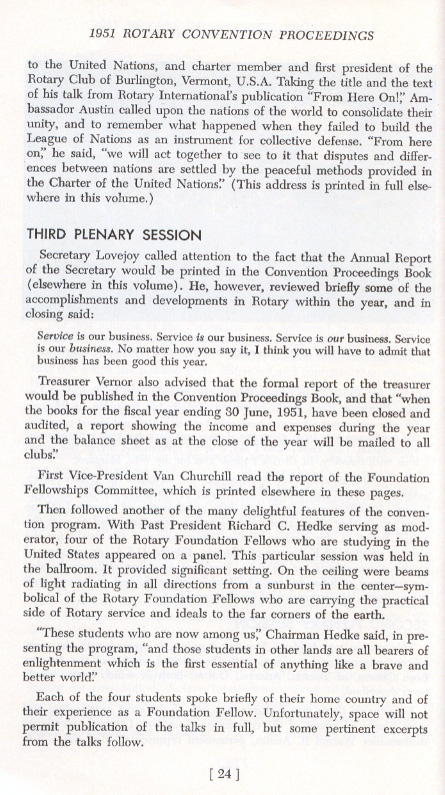 1951 ROTARY CONVENTION PROCEEDINGS
to the United Nations, and charter member and first president of the
Rotary Club of Burlington, Vermont, U.S.A. Taking the title and the text
of his talk from Rotary International's publication "From Here On!," Am-
bassador Austin called upon the nations of the world to consolidate their
unity, and to remember what happened when they failed to build the
League of Nations as an instrument for collective defense. "From here
on," he said, "we will act together to see to it that disputes and differ-
ences between nations are settled by the peaceful methods provided in
the Charter of the United Nations." (This address is printed in full else-
where in this volume.)
THIRD PLENARY SESSION
Secretary Lovejoy called attention to the fact that the Annual Report
of the Secretary would be printed in the Convention Proceedings Book
(elsewhere in this volume). He, however, reviewed briefly some of the
accomplishments and developments in Rotary within the year, and in
closing said:
Service is our business. Service is our business. Service is our business. Service
is our business. No matter how you say it, I think you will have to admit that
business has been good this year.
Treasurer Vernor also advised that the formal report of the treasurer
would be published in the Convention Proceedings Book, and that "when
the books for the fiscal year ending 30 June, 1951, have been closed and
audited, a report showing the income and expenses during the year
and the balance sheet as at the close of the year will be mailed to all
clubs."
First Vice-President Van Churchill read the report of the Foundation
Fellowships Committee, which is printed elsewhere in these pages.
Then followed another of the many delightful features of the conven-
tion program. With Past President Richard C. Hedke serving as mod-
erator, four of the Rotary Foundation Fellows who are studying in the
United States appeared on a panel. This particular session was held in
the ballroom. It provided significant setting. On the ceiling were beams
of light radiating in all directions from a sunburst in the center—sym-
bolical of the Rotary Foundation Fellows who are carrying the practical
side of Rotary service and ideals to the far corners of the earth.
"These students who are now among us," Chairman Hedke said, in pre-
senting the program, "and those students in other lands are all bearers of
enlightenment which is the first essential of anything like a brave and
better world."
Each of the four students spoke briefly of their home country and of
their experience as a Foundation Fellow. Unfortunately, space will not
permit publication of the talks in full, but some pertinent excerpts
from the talks follow.
[ 24 ]